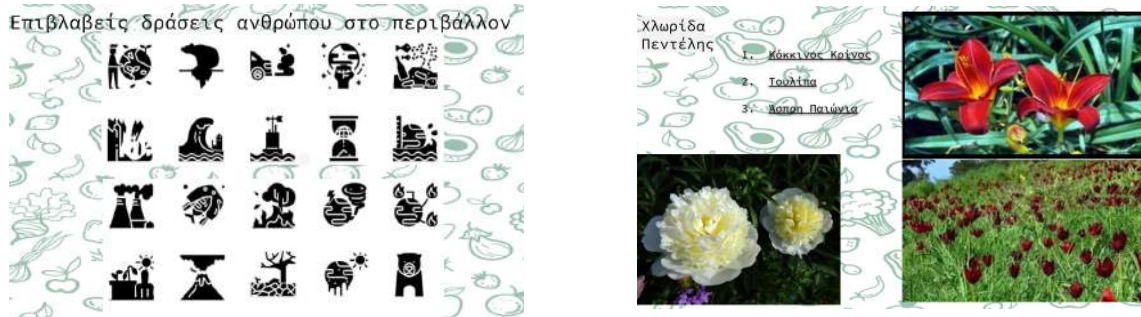 Επιβλαβείς δράσεις ανθρώπου στο περιβάλλον
Χλωρίδα
Πεντέλης
1. Κόκκινος Κρίνος
2. Τουλίπα
3. Άσπρη Παιώνια